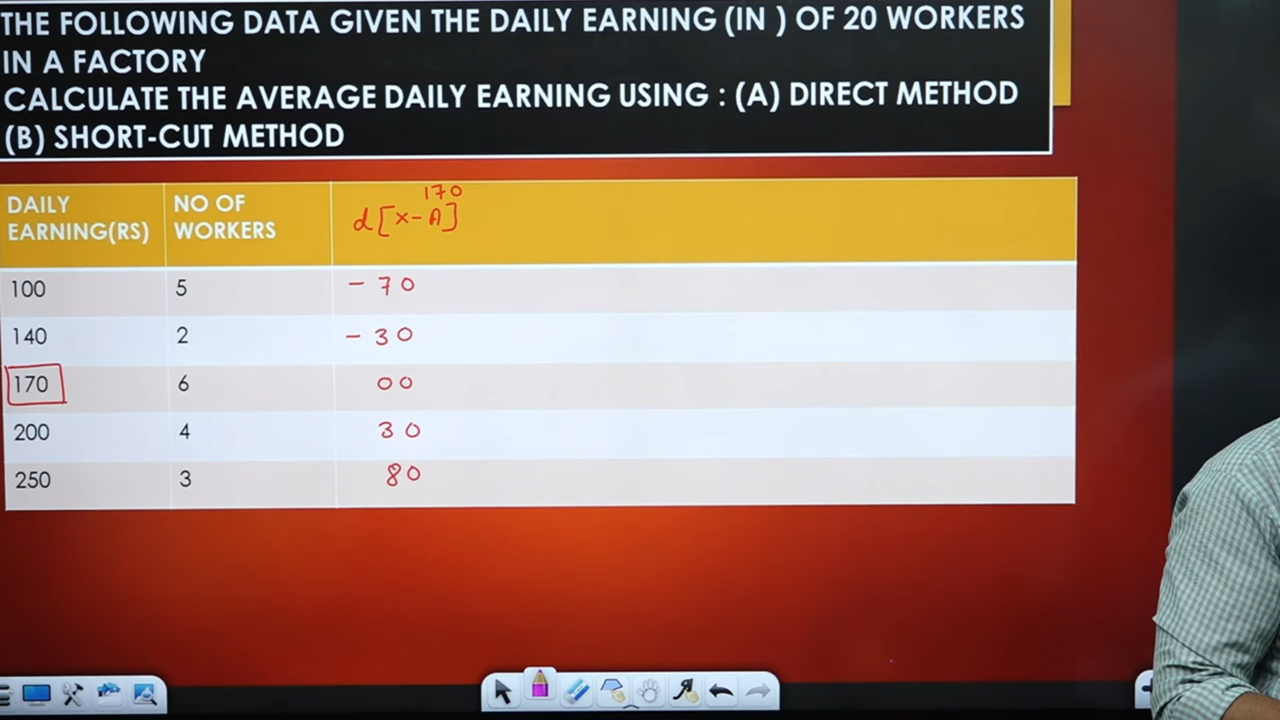 THE FOLLOWING DATA GIVEN THE DAILY EARNING (IN ) OF 20 WORKERS
IN A FACTORY
CALCULATE THE AVERAGE DAILY EARNING USING : (A) DIRECT METHOD
(B) SHORT-CUT METHOD
DAILY EARNING(RS) NO OF WORKERS 170 d[x-A]
100 5 - 70
140 2 - 30
170 6 00
200 4 30
250 3 80